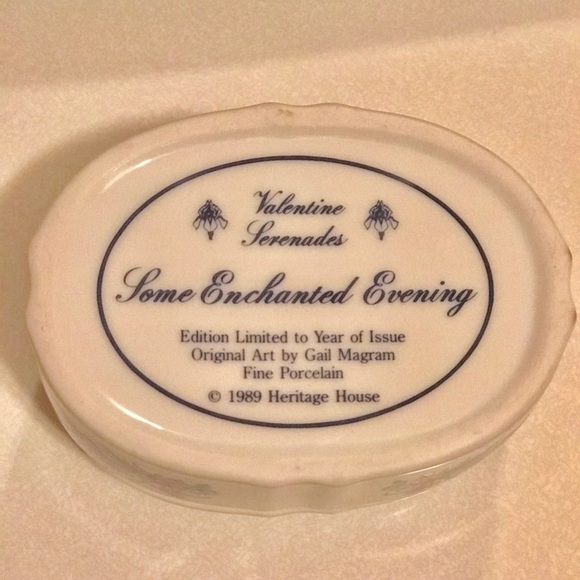 Valentine
Serenades
Some Enchanted Evening
Edition Limited to Year of Issue
Original Art by Gail Magram
Fine Porcelain
© 1989 Heritage House